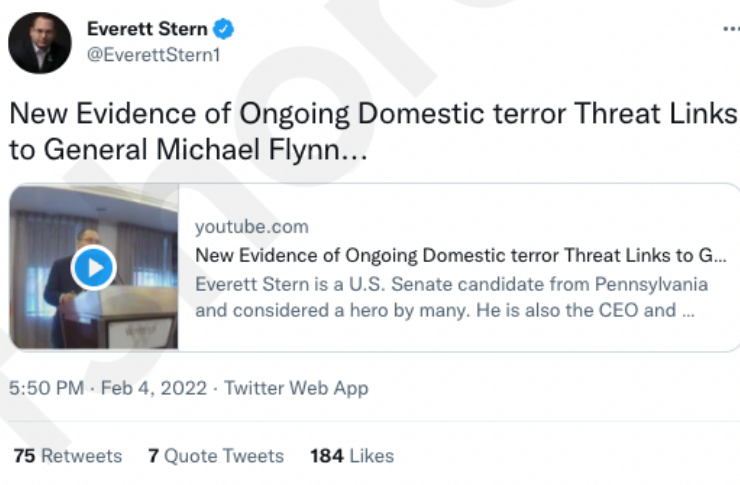 Everett Stern
@EverettStern1
New Evidence of Ongoing Domestic terror Threat Links
to General Michael Flynn...
youtube.com
New Evidence of Ongoing Domestic terror Threat Links to G...
Everett Stern is a U.S. Senate candidate from Pennsylvania
and considered a hero by many. He is also the CEO and ...
5:50 PM · Feb 4, 2022 · Twitter Web App
75 Retweets 7 Quote Tweets 184 Likes